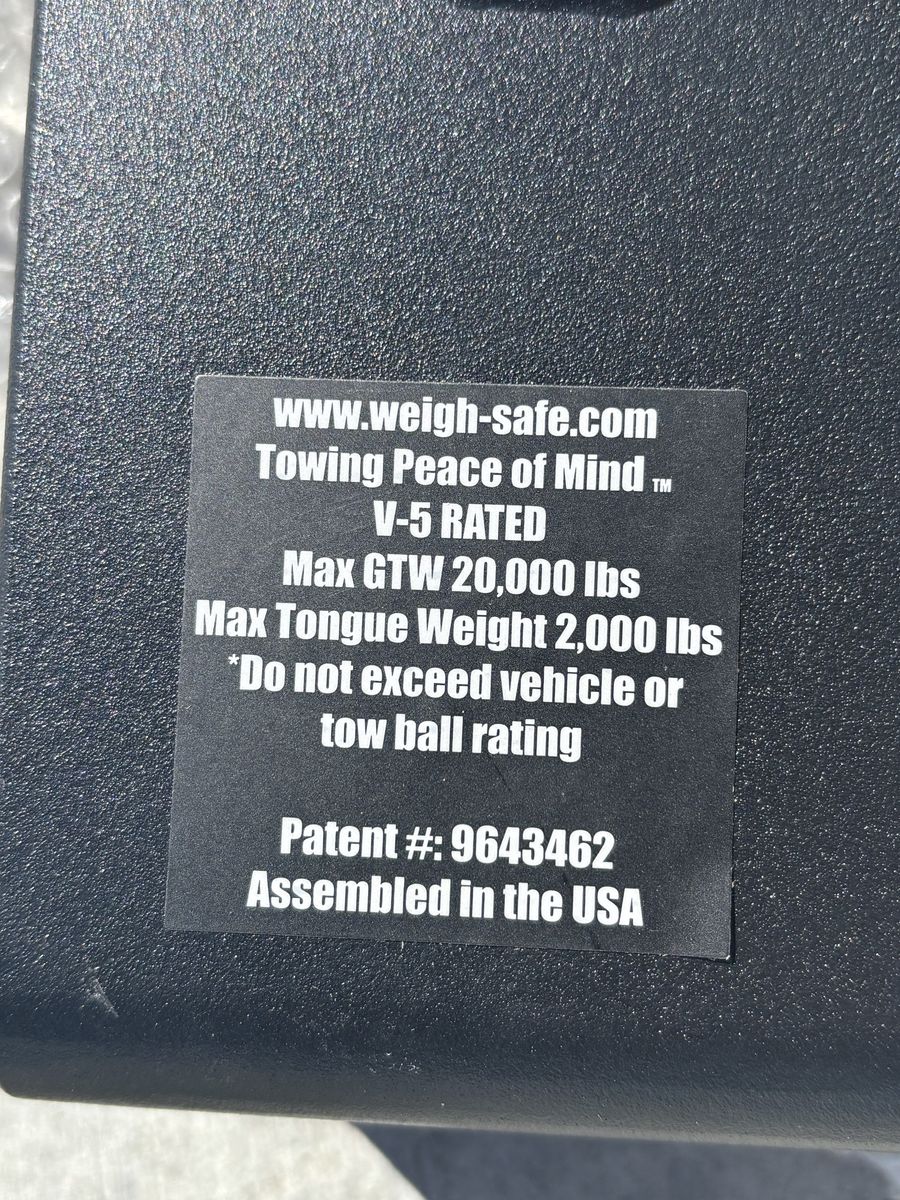 www.weigh-safe.com
Towing Peace of Mind ™
V-5 RATED
Max GTW 20,000 lbs
Max Tongue Weight 2,000 lbs
*Do not exceed vehicle or
tow ball rating
Patent #: 9643462
Assembled in the USA